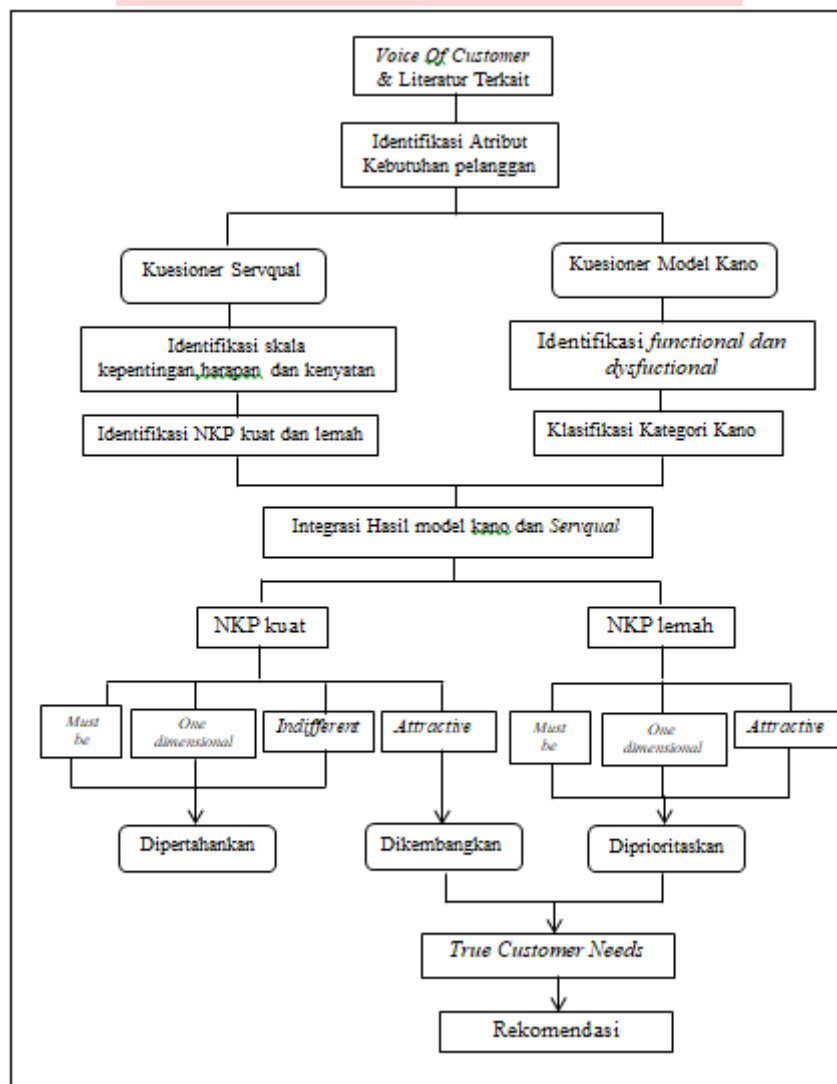 Voice Of Customer
& Literatur Terkait
Identifikasi Atribut
Kebutuhan pelanggan
Kuesioner Servqual
Kuesioner Model Kano
Identifikasi skala
kepentingan,harapan dan kenyatan
Identifikasi functional dan
dysfuctional
Identifikasi NKP kuat dan lemah
Klasifikasi Kategori Kano
Integrasi Hasil model kano dan Servqual
NKP kuat
NKP lemah
Must
be
One
dimensional
Indifferent
Attractive
Must
be
One
dimensional
Attractive
Dipertahankan
Dikembangkan
Diprioritaskan
True Customer Needs
Rekomendasi